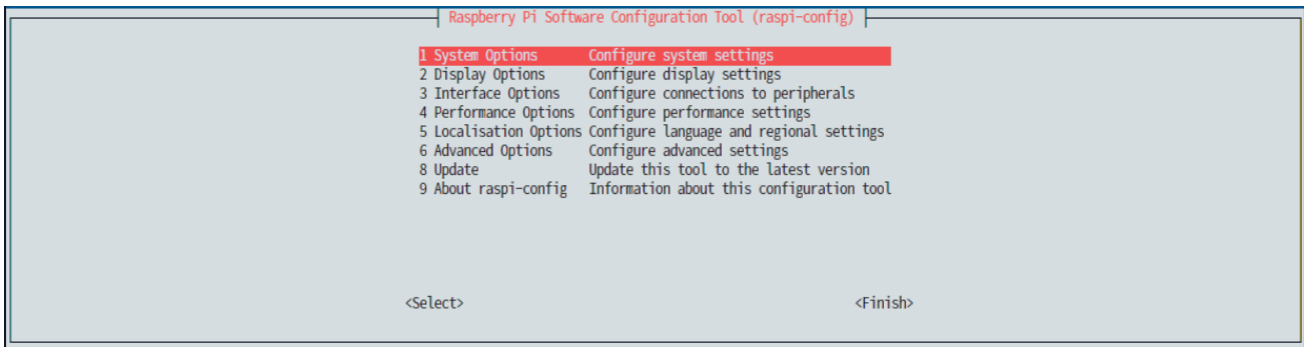 Raspberry Pi Software Configuration Tool (raspi-config)
1 System Options Configure system settings
2 Display Options Configure display settings
3 Interface Options Configure connections to peripherals
4 Performance Options Configure performance settings
5 Localisation Options Configure language and regional settings
6 Advanced Options Configure advanced settings
8 Update Update this tool to the latest version
9 About raspi-config Information about this configuration tool
<Select> <Finish>